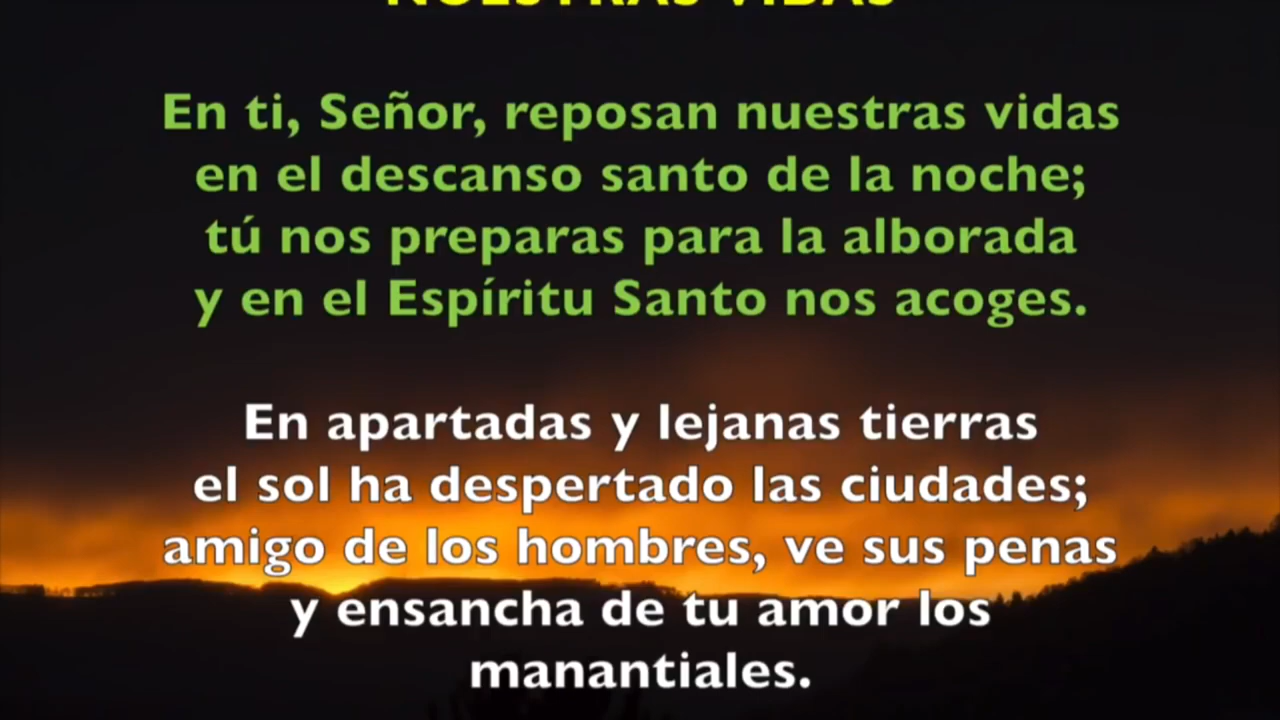 NUESTRAS VIDAS
En ti, Señor, reposan nuestras vidas
en el descanso santo de la noche;
tú nos preparas para la alborada
y en el Espíritu Santo nos acoges.
En apartadas y lejanas tierras
el sol ha despertado las ciudades;
amigo de los hombres, ve sus penas
y ensancha de tu amor los
manantiales.